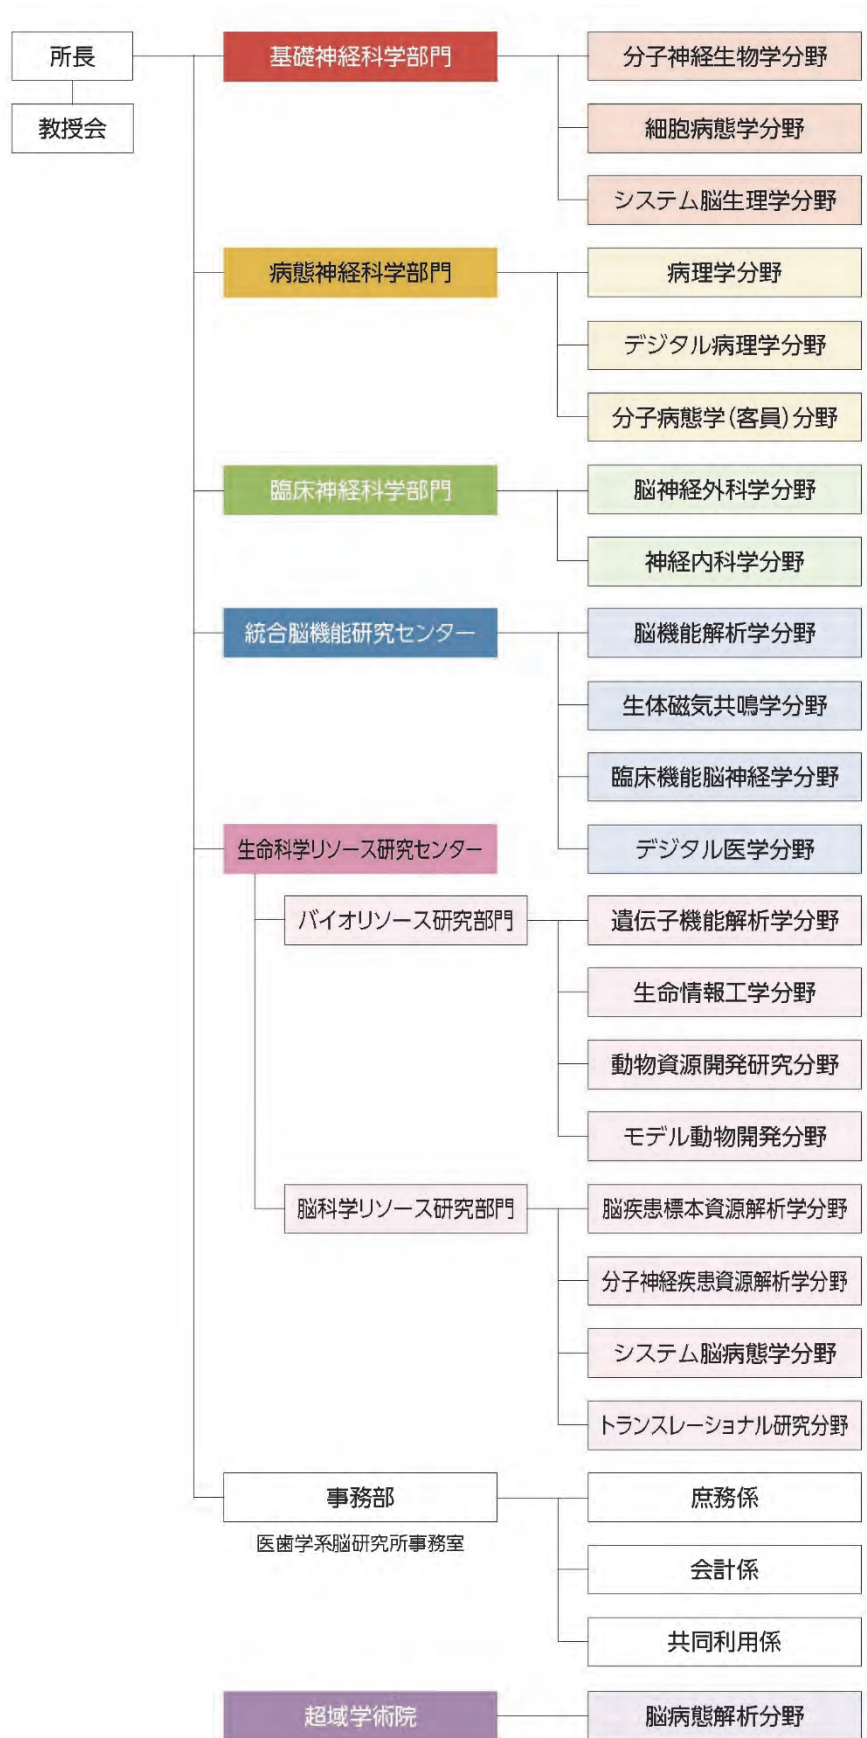 所長
教授会
基礎神経科学部門
分子神経生物学分野
細胞病態学分野
システム脳生理学分野
病態神経科学部門
病理学分野
デジタル病理学分野
分子病態学(客員)分野
臨床神経科学部門
脳神経外科学分野
神経内科学分野
統合脳機能研究センター
脳機能解析学分野
生体磁気共鳴学分野
臨床機能脳神経学分野
デジタル医学分野
生命科学リソース研究センター
バイオリソース研究部門
遺伝子機能解析学分野
生命情報工学分野
動物資源開発研究分野
モデル動物開発分野
脳科学リソース研究部門
脳疾患標本資源解析学分野
分子神経疾患資源解析学分野
システム脳病態学分野
トランスレーショナル研究分野
事務部
医歯学系脳研究所事務室
庶務係
会計係
共同利用係
超域学術院
脳病態解析分野